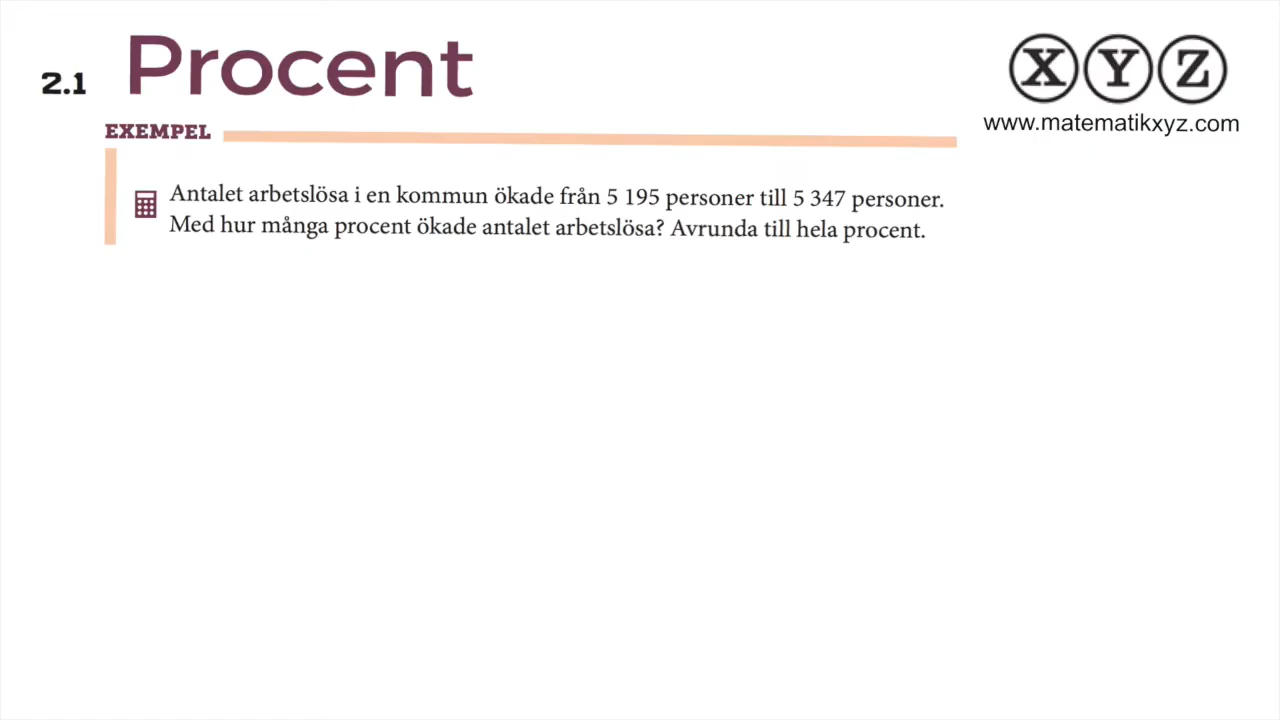 2.1 Procent
X Y Z
www.matematikxyz.com
EXEMPEL
Antalet arbetslösa i en kommun ökade från 5 195 personer till 5 347 personer.
Med hur många procent ökade antalet arbetslösa? Avrunda till hela procent.